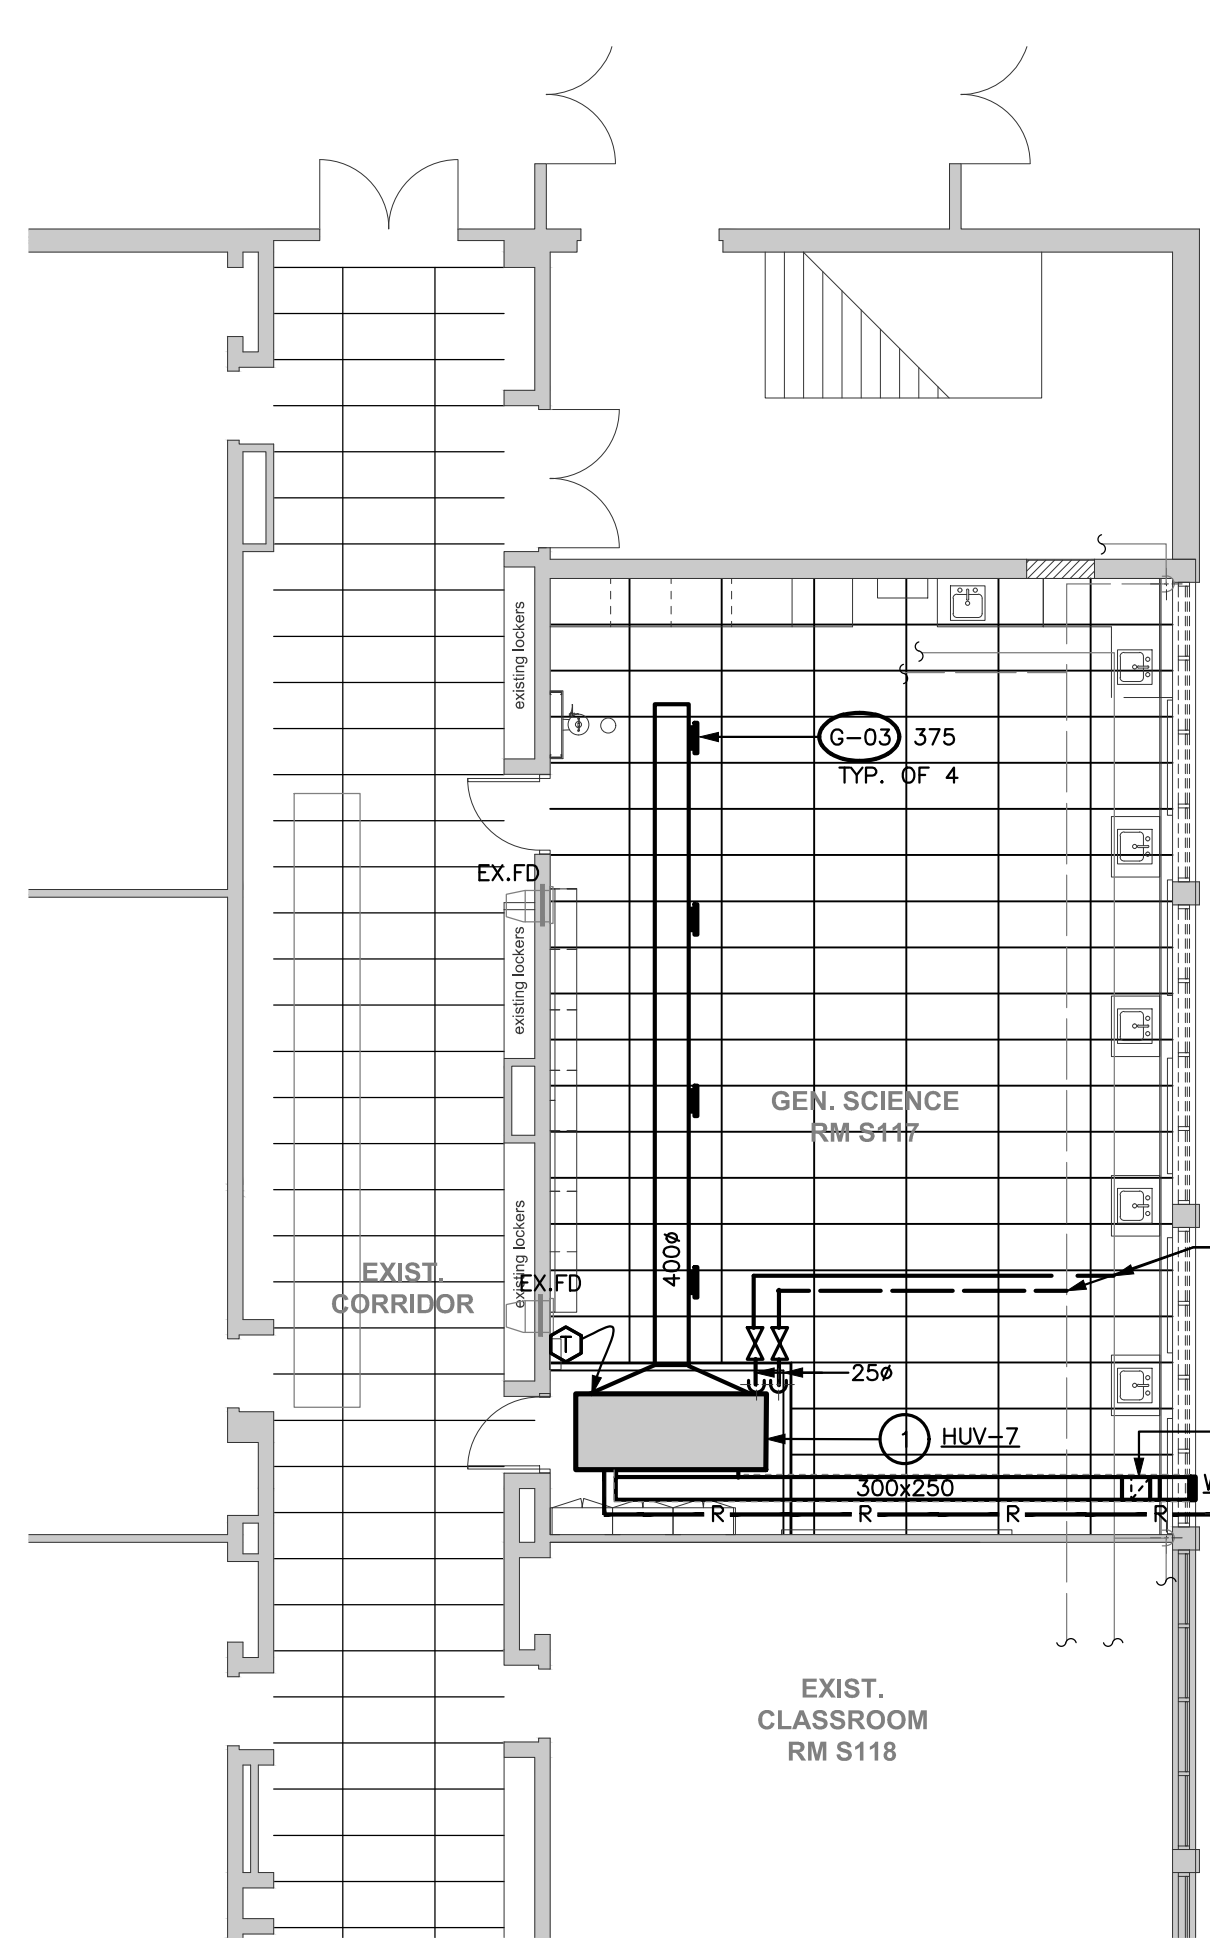 existing lockers
G-03 375
TYP. OF 4
EX.FD
existing lockers
GEN. SCIENCE
RM S117
400ø
existing lockers
EX.FD
EXIST.
CORRIDOR
T
25ø
1 HUV-7
300x250
R R R R
EXIST.
CLASSROOM
RM S118